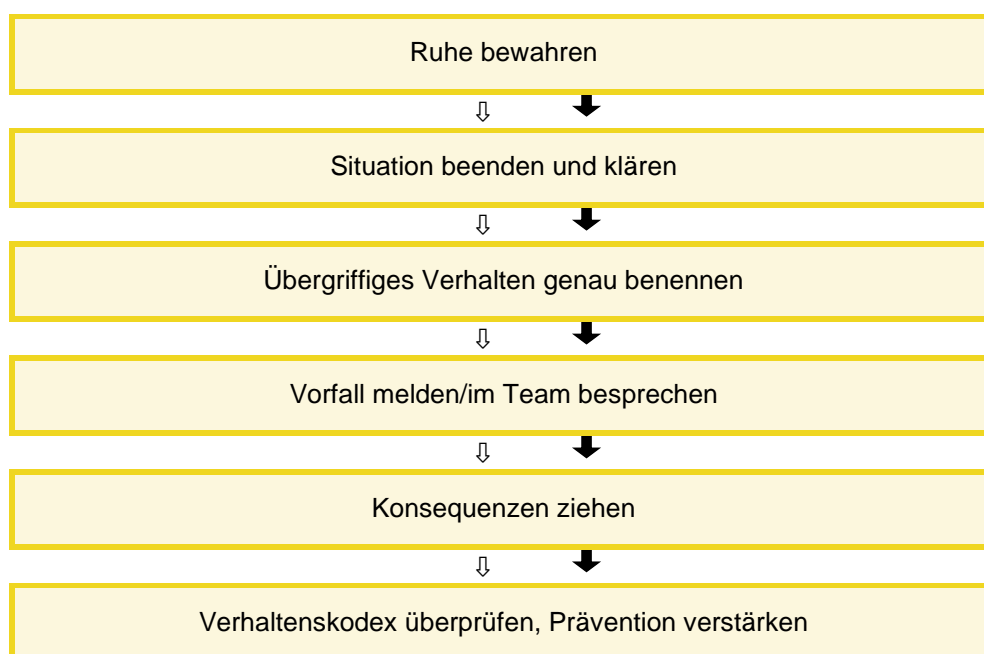 Ruhe bewahren
Situation beenden und klären
Übergriffiges Verhalten genau benennen
Vorfall melden/im Team besprechen
Konsequenzen ziehen
Verhaltenskodex überprüfen, Prävention verstärken